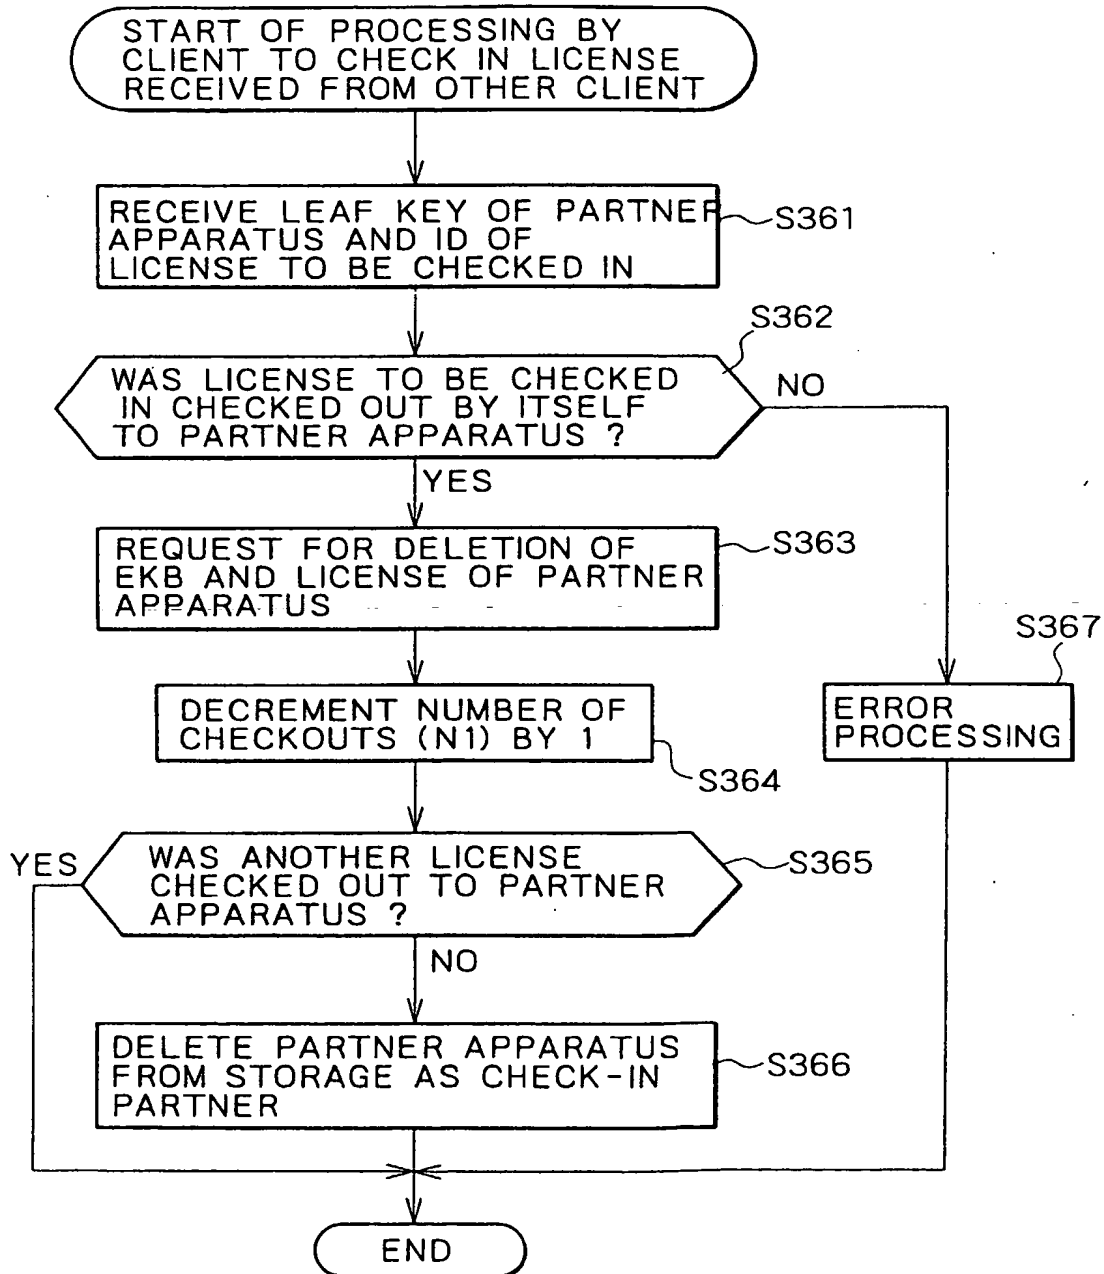 START OF PROCESSING BY
CLIENT TO CHECK IN LICENSE
RECEIVED FROM OTHER CLIENT
RECEIVE LEAF KEY OF PARTNER
APPARATUS AND ID OF
LICENSE TO BE CHECKED IN
S361
S362
WAS LICENSE TO BE CHECKED
IN CHECKED OUT BY ITSELF
TO PARTNER APPARATUS ?
NO
YES
REQUEST FOR DELETION OF
EKB AND LICENSE OF PARTNER
APPARATUS
S363
S367
DECREMENT NUMBER OF
CHECKOUTS (N1) BY 1
S364
ERROR
PROCESSING
YES
WAS ANOTHER LICENSE
CHECKED OUT TO PARTNER
APPARATUS ?
S365
NO
DELETE PARTNER APPARATUS
FROM STORAGE AS CHECK-IN
PARTNER
S366
END